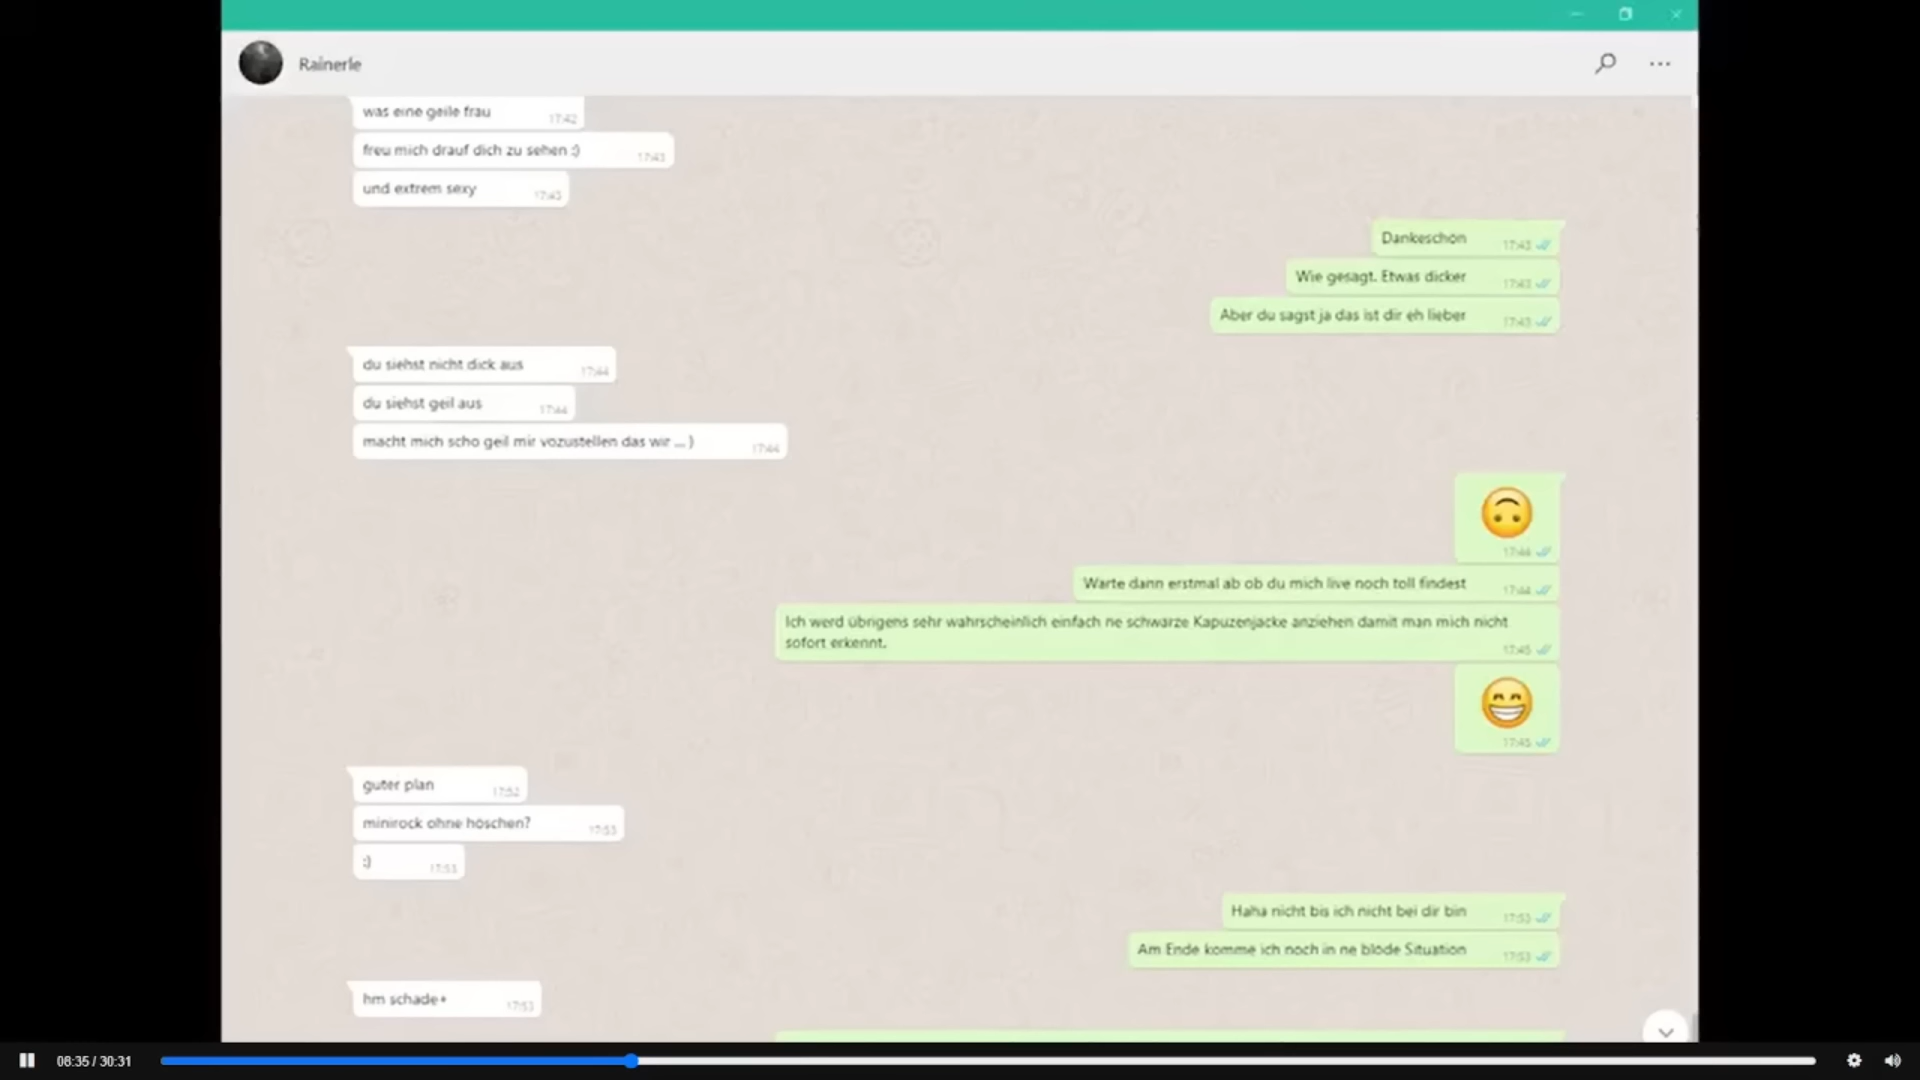 Rainerle
was eine geile frau
17:42
freu mich drauf dich zu sehen :)
17:43
und extrem sexy
17:43
Dankeschön
17:43
Wie gesagt. Etwas dicker
17:43
Aber du sagst ja das ist dir eh lieber
17:43
du siehst nicht dick aus
17:44
du siehst geil aus
17:44
macht mich scho geil mir vozustellen das wir ... )
17:44
17:44
Warte dann erstmal ab ob du mich live noch toll findest
17:44
Ich werd übrigens sehr wahrscheinlich einfach ne schwarze Kapuzenjacke anziehen damit man mich nicht
sofort erkennt.
17:45
17:45
guter plan
17:52
minirock ohne höschen?
17:53
:)
17:53
Haha nicht bis ich nicht bei dir bin
17:53
Am Ende komme ich noch in ne blöde Situation
17:53
hm schade+
17:53
08:35 / 30:31